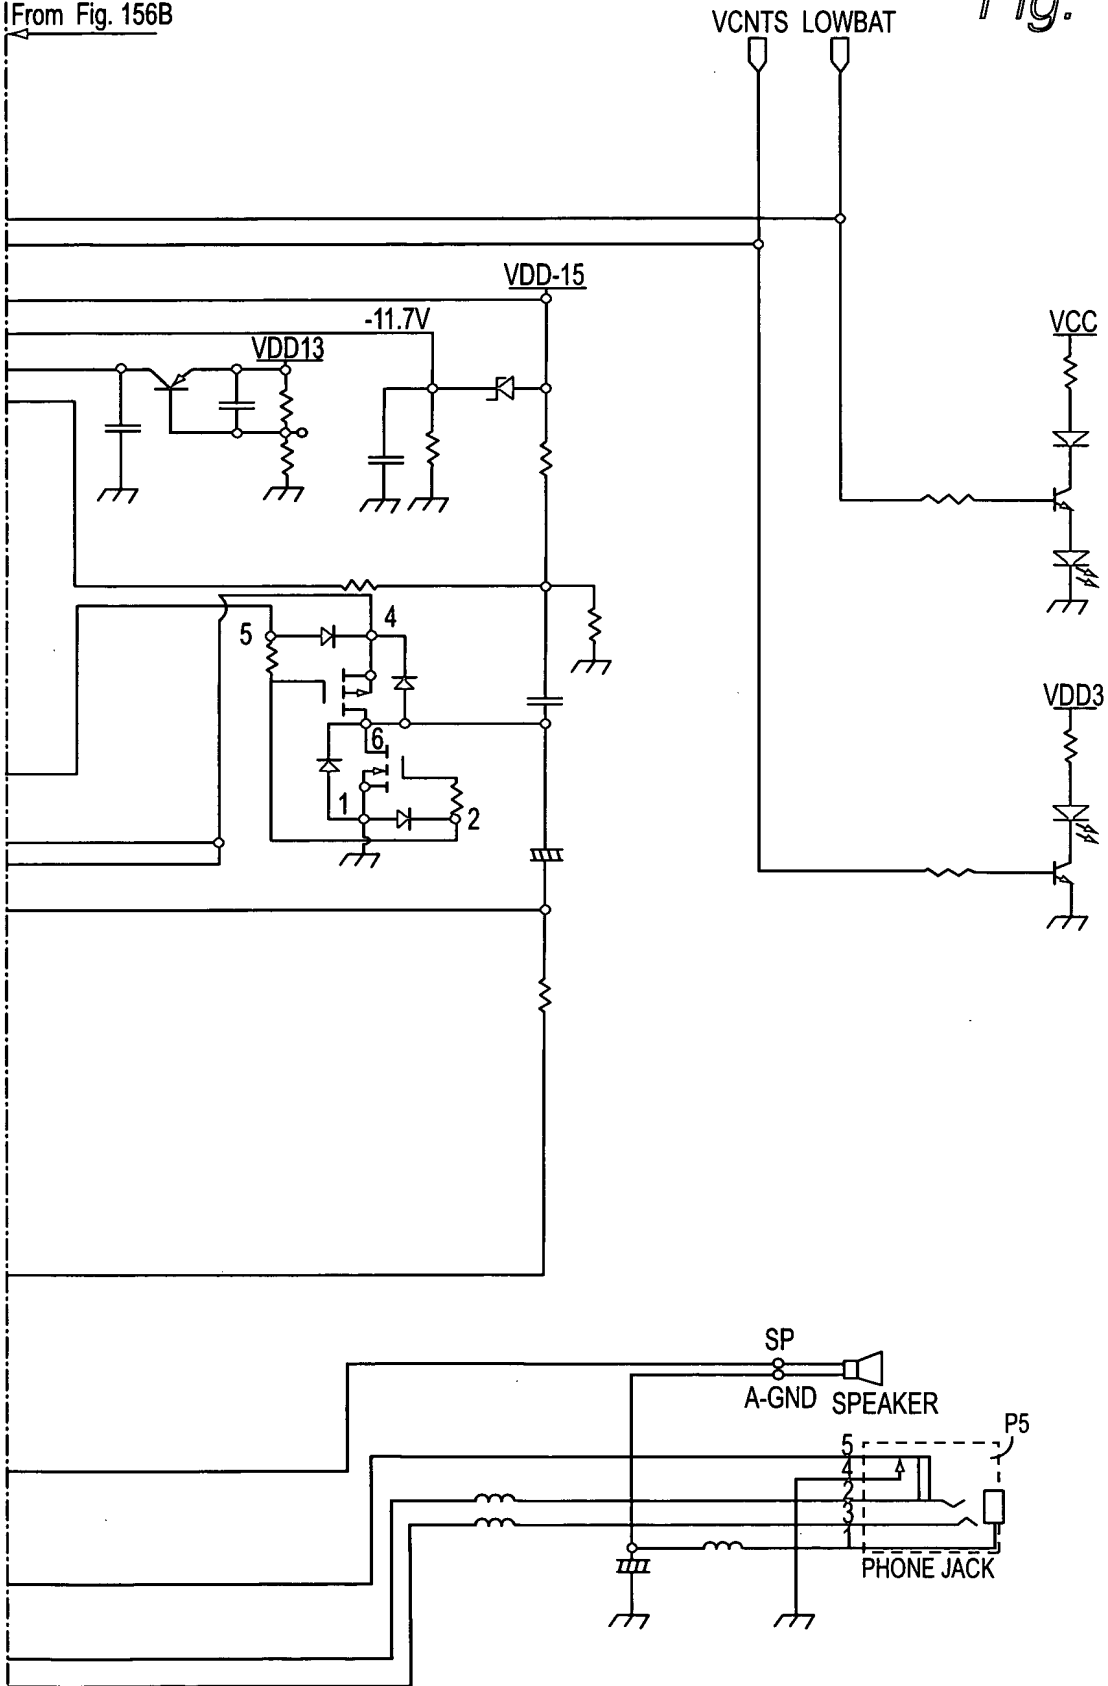 From Fig. 156B
Fig.
VCNTS LOWBAT
VDD-15
-11.7V
VDD13
VCC
5
4
6
1
2
VDD3
SP
A-GND
SPEAKER
P5
5
4
2
3
1
PHONE JACK